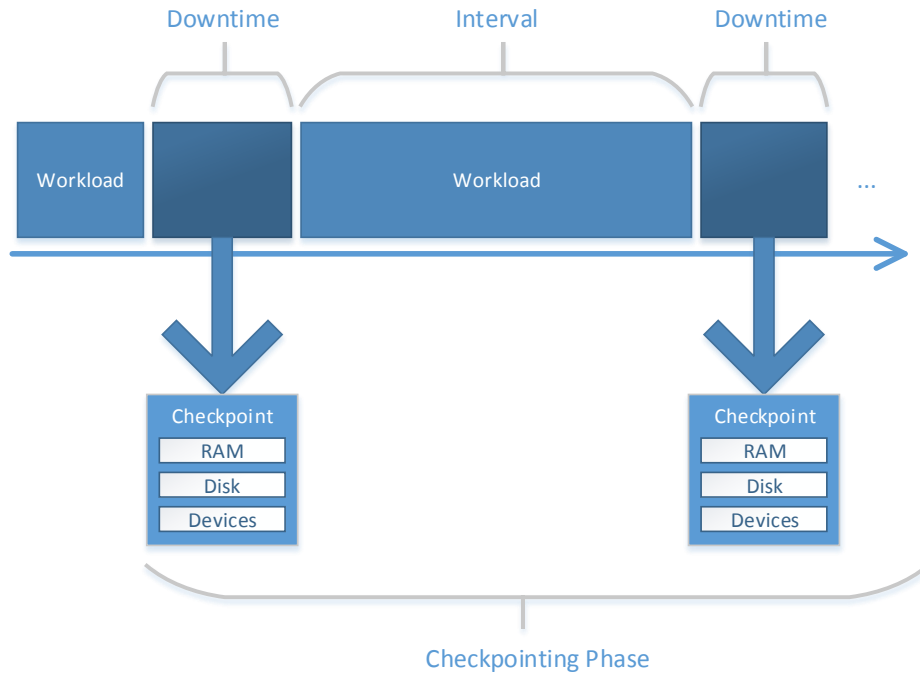 Downtime
Interval
Downtime
Workload
Workload
...
Checkpoint
RAM
Disk
Devices
Checkpoint
RAM
Disk
Devices
Checkpointing Phase